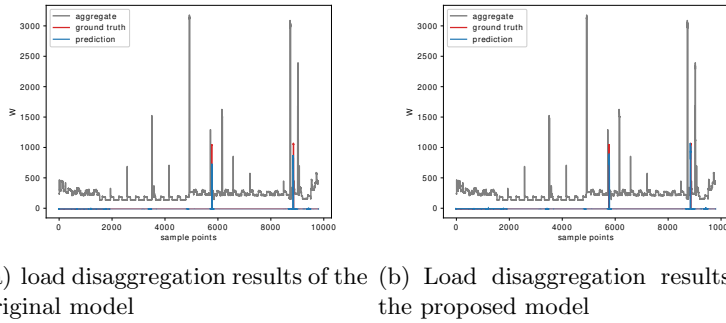 aggregate
ground truth
prediction
W
3000
2500
2000
1500
1000
500
0
0 2000 4000 6000 8000 10000
sample points
aggregate
ground truth
prediction
W
3000
2500
2000
1500
1000
500
0
0 2000 4000 6000 8000 1000
sample points
) load disaggregation results of the
riginal model
(b) Load disaggregation results
the proposed model